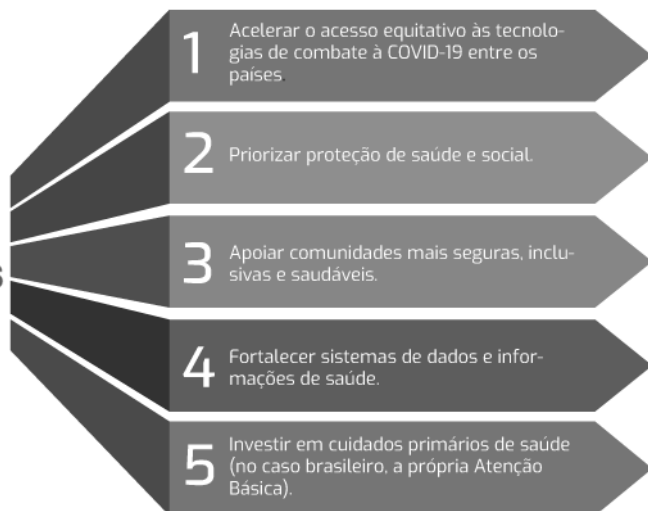 1
Acelerar o acesso equitativo às tecnolo-
gias de combate à COVID-19 entre os
países.
2
Priorizar proteção de saúde e social.
3
Apoiar comunidades mais seguras, inclu-
sivas e saudáveis.
4
Fortalecer sistemas de dados e infor-
mações de saúde.
5
Investir em cuidados primários de saúde
(no caso brasileiro, a própria Atenção
Básica).